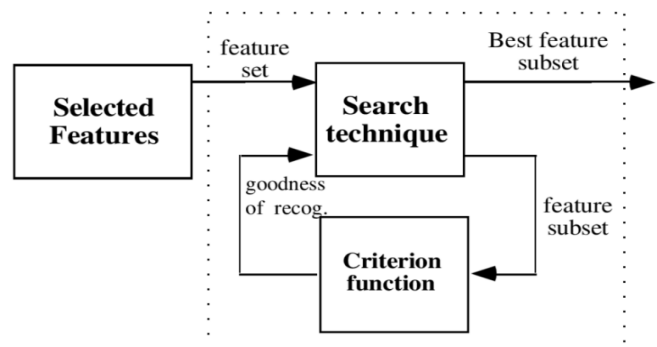 feature
set
Best feature
subset
Selected
Features
Search
technique
goodness
of recog.
feature
subset
Criterion
function